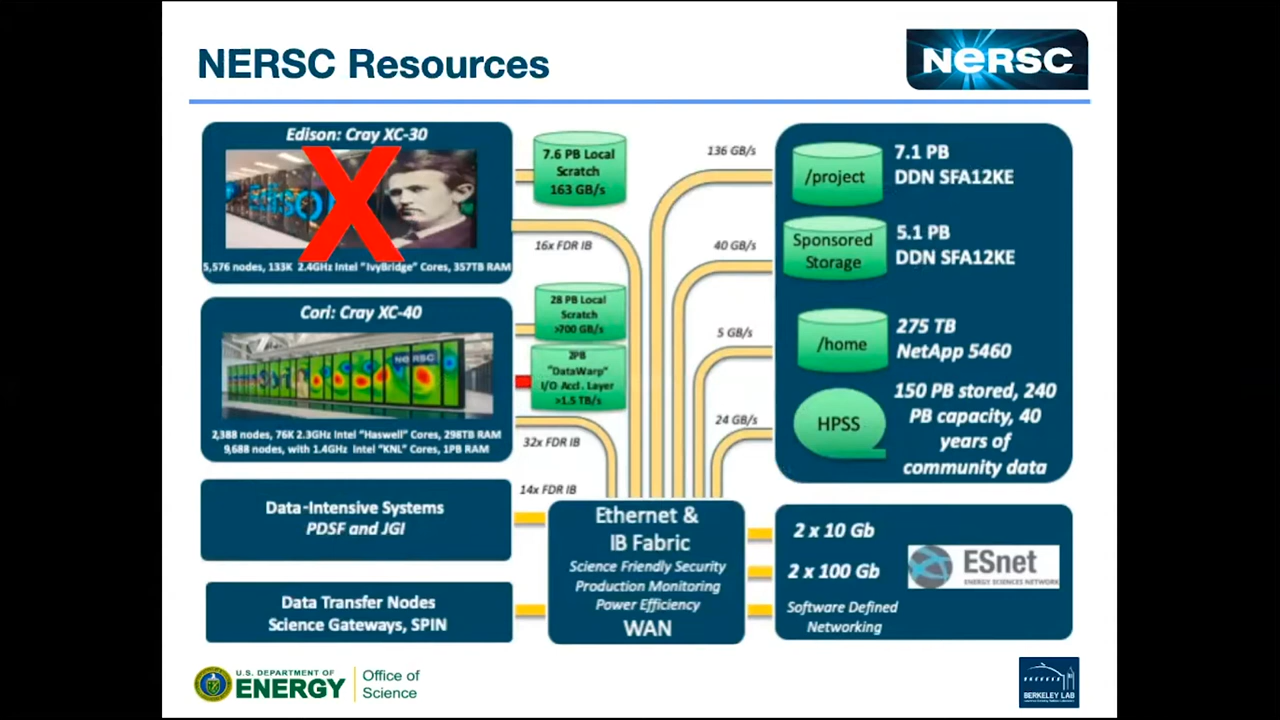 NERSC Resources
NERSC
Edison: Cray XC-30
5,576 nodes, 133K 2.4GHz Intel "IvyBridge" Cores, 357TB RAM
7.6 PB Local
Scratch
163 GB/s
16x FDR IB
Cori: Cray XC-40
NERSC
2,388 nodes, 76K 2.3GHz Intel "Haswell" Cores, 298TB RAM
9,688 nodes, with 1.4GHz Intel "KNL" Cores, 1PB RAM
28 PB Local
Scratch
>700 GB/s
2PB
"DataWarp"
I/O Accl. Layer
>1.5 TB/s
32x FDR IB
14x FDR IB
Data-Intensive Systems
PDSF and JGI
Data Transfer Nodes
Science Gateways, SPIN
136 GB/s
40 GB/s
5 GB/s
24 GB/s
/project
7.1 PB
DDN SFA12KE
Sponsored
Storage
5.1 PB
DDN SFA12KE
/home
275 TB
NetApp 5460
HPSS
150 PB stored, 240
PB capacity, 40
years of
community data
Ethernet &
IB Fabric
Science Friendly Security
Production Monitoring
Power Efficiency
WAN
2 x 10 Gb
2 x 100 Gb
Software Defined
Networking
ESnet
ENERGY SCIENCES NETWORK
U.S. DEPARTMENT OF
ENERGY
Office of
Science
BERKELEY LAB